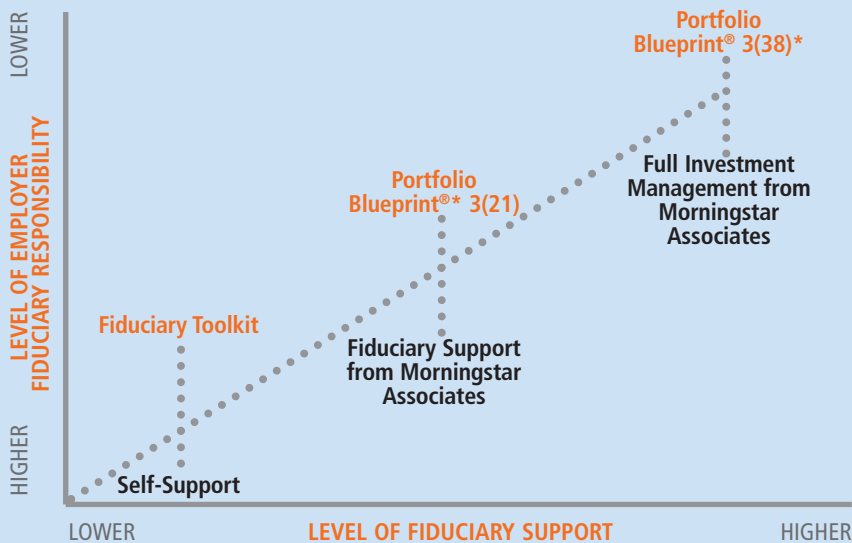 LOWER
LEVEL OF EMPLOYER
FIDUCIARY RESPONSIBILITY
HIGHER
Portfolio
Blueprint® 3(38)*
Full Investment
Management from
Morningstar
Associates
Portfolio
Blueprint®* 3(21)
Fiduciary Support
from Morningstar
Associates
Fiduciary Toolkit
Self-Support
LOWER
LEVEL OF FIDUCIARY SUPPORT
HIGHER